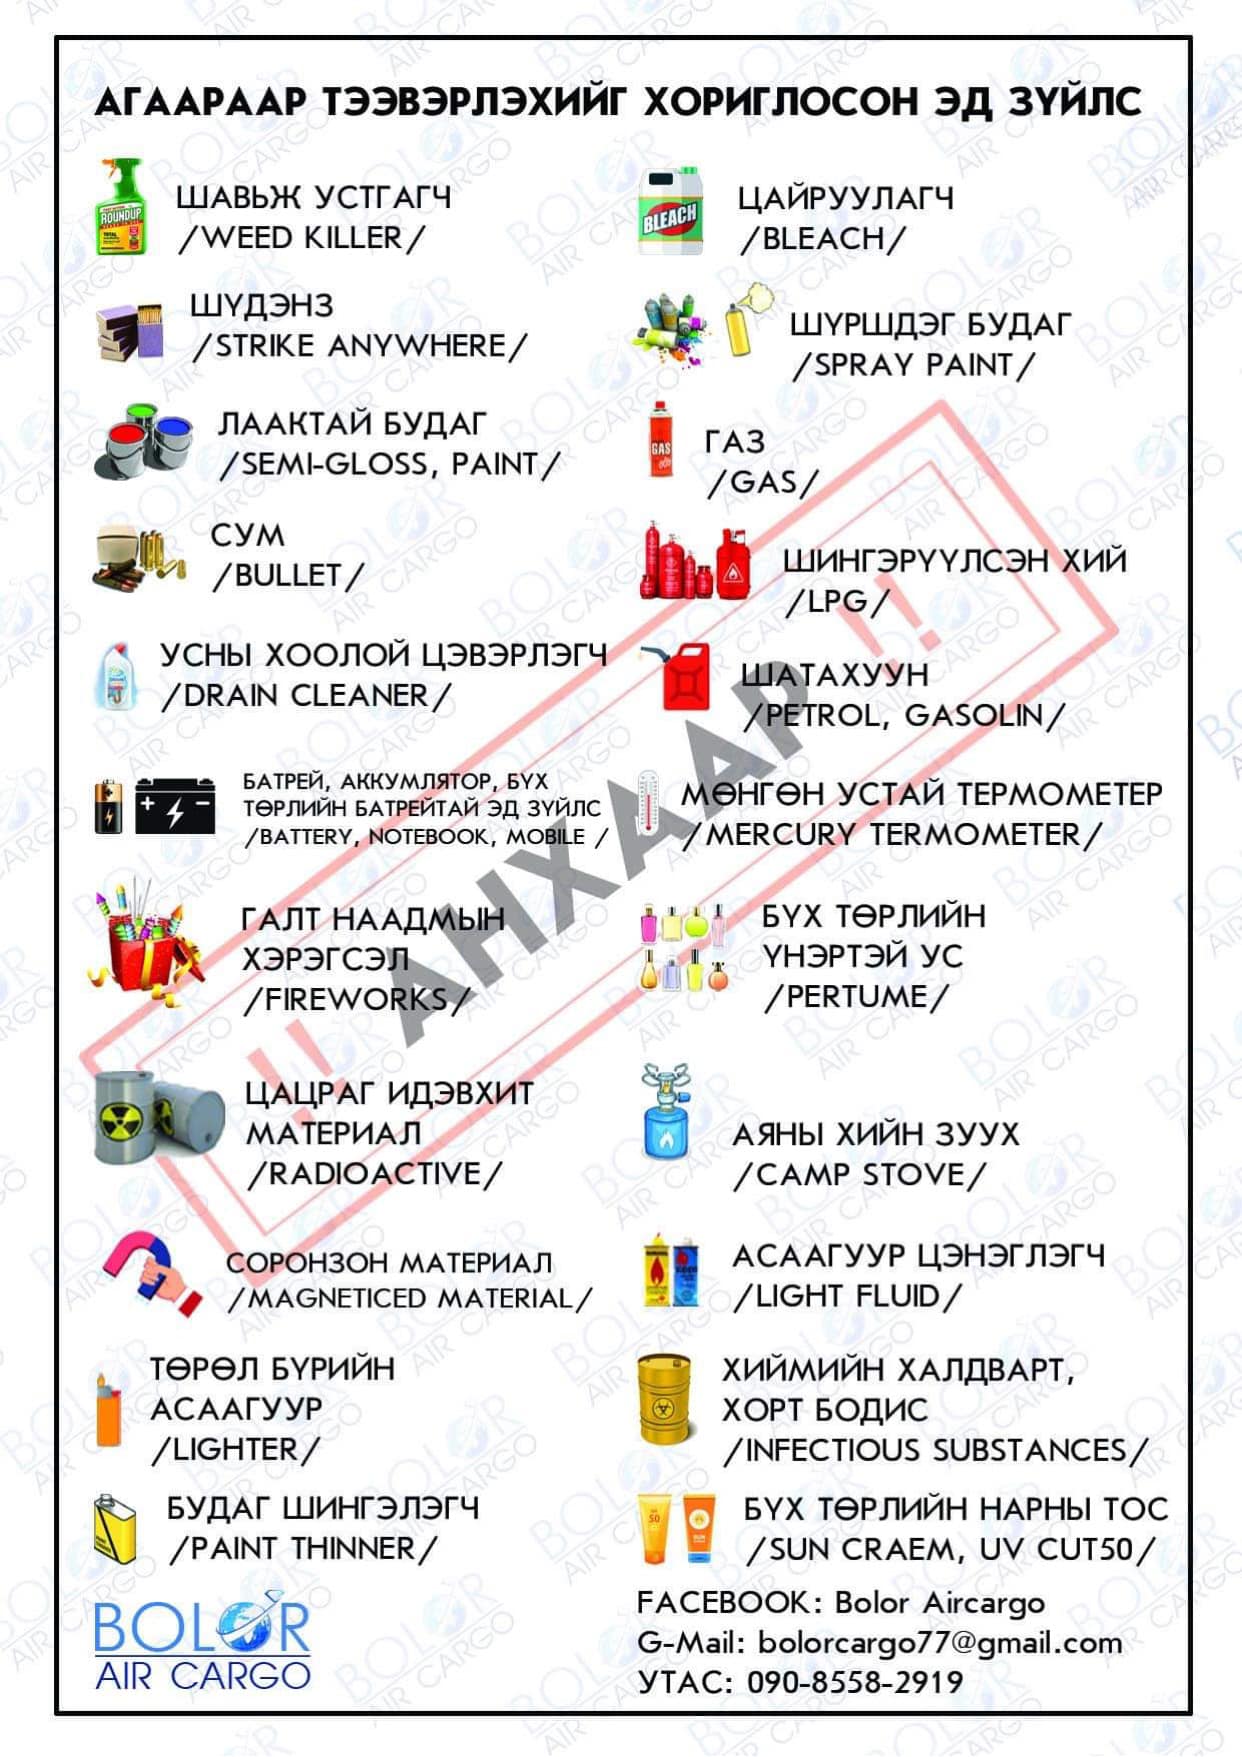 АГААРААР ТЭЭВЭРЛЭХИЙГ ХОРИГЛОСОН ЭД ЗҮЙЛС
ШАВЬЖ УСТГАГЧ
/WEED KILLER/
ШҮДЭНЗ
/STRIKE ANYWHERE/
ЛААКТАЙ БУДАГ
/SEMI-GLOSS, PAINT/
СУМ
/BULLET/
УСНЫ ХООЛОЙ ЦЭВЭРЛЭГЧ
/DRAIN CLEANER/
БАТРЕЙ, АККУМЛЯТОР, БҮХ
ТӨРЛИЙН БАТРЕЙТАЙ ЭД ЗҮЙЛС
/BATTERY, NOTEBOOK, MOBILE /
ГАЛТ НААДМЫН
ХЭРЭГСЭЛ
/FIREWORKS/
ЦАЦРАГ ИДЭВХИТ
МАТЕРИАЛ
/RADIOACTIVE/
СОРОНЗОН МАТЕРИАЛ
/MAGNETICED MATERIAL/
ТӨРӨЛ БҮРИЙН
АСААГУУР
/LIGHTER/
БУДАГ ШИНГЭЛЭГЧ
/PAINT THINNER/
ЦАЙРУУЛАГЧ
/BLEACH/
ШҮРШДЭГ БУДАГ
/SPRAY PAINT/
ГАЗ
/GAS/
ШИНГЭРҮҮЛСЭН ХИЙ
/LPG/
ШАТАХУУН
/PETROL, GASOLIN/
МӨНГӨН УСТАЙ ТЕРМОМЕТЕР
/MERCURY TERMOMETER/
БҮХ ТӨРЛИЙН
ҮНЭРТЭЙ УС
/PERTUME/
АЯНЫ ХИЙН ЗУУХ
/CAMP STOVE/
АСААГУУР ЦЭНЭГЛЭГЧ
/LIGHT FLUID/
ХИЙМИЙН ХАЛДВАРТ,
ХОРТ БОДИС
/INFECTIOUS SUBSTANCES/
БҮХ ТӨРЛИЙН НАРНЫ ТОС
/SUN CRAEM, UV CUT50/
!! АНХААР !!
ROUNDUP
BLEACH
GAS
BOLOR
AIR CARGO
FACEBOOK: Bolor Aircargo
G-Mail: bolorcargo77@gmail.com
УТАС: 090-8558-2919